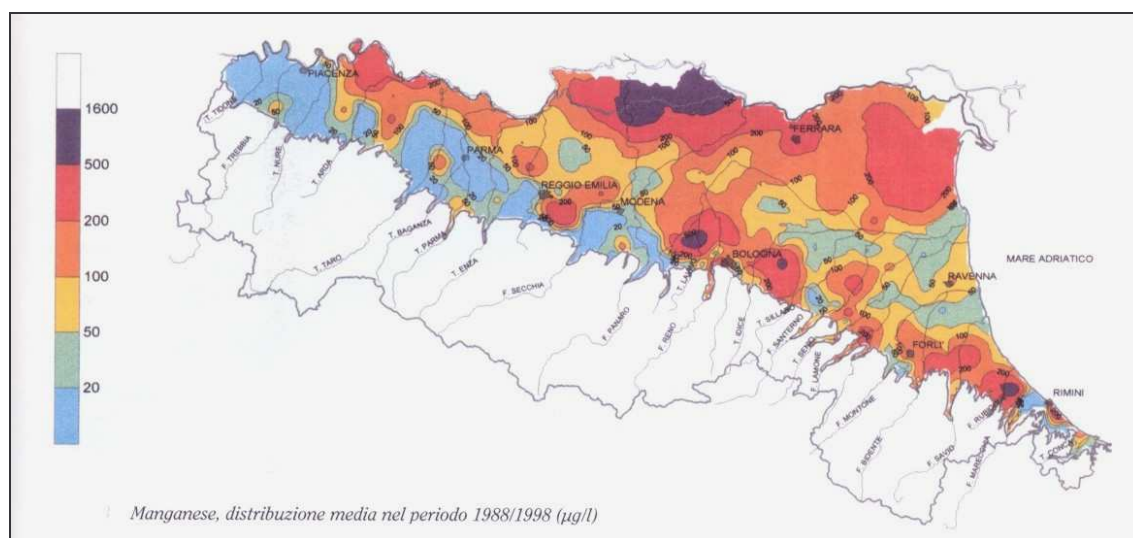 1600
500
200
100
50
20
PIACENZA
PARMA
REGGIO EMILIA
MODENA
BOLOGNA
FERRARA
RAVENNA
FORLI'
RIMINI
MARE ADRIATICO
T. TIDONE
F. TREBBIA
T. NURE
T. ARDA
T. TARO
T. BAGANZA
T. PARMA
T. ENZA
F. SECCHIA
F. PANARO
F. RENO
T. IDICE
T. SILLARO
F. SANTERNO
T. SENIO
F. LAMONE
F. MONTONE
F. BIDENTE
F. SAVIO
F. MARECCHIA
T. CONCA
Manganese, distribuzione media nel periodo 1988/1998 (µg/l)